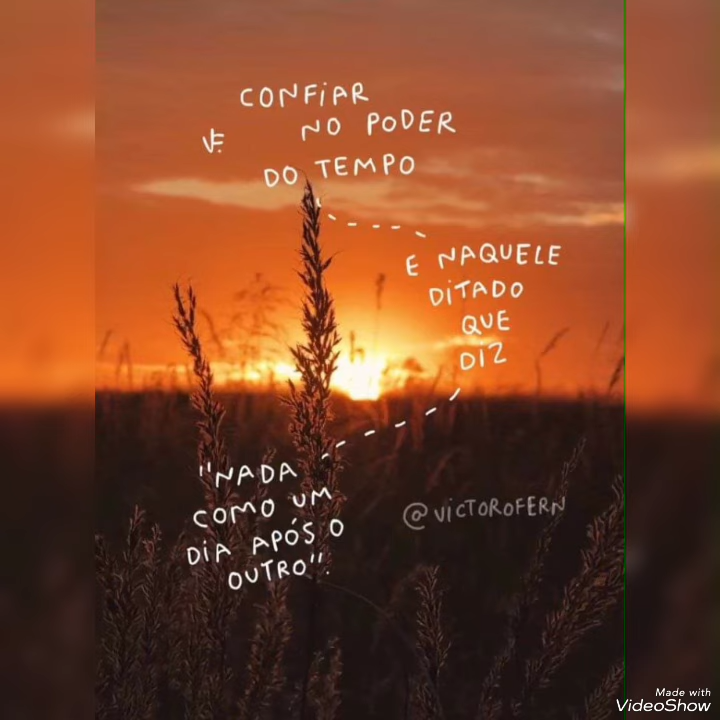 CONFIAR
NO PODER
DO TEMPO
E NAQUELE
DITADO
QUE
DIZ
"NADA
COMO UM
DIA APÓS O
OUTRO".
@VICTOROFERN
Made with
VideoShow